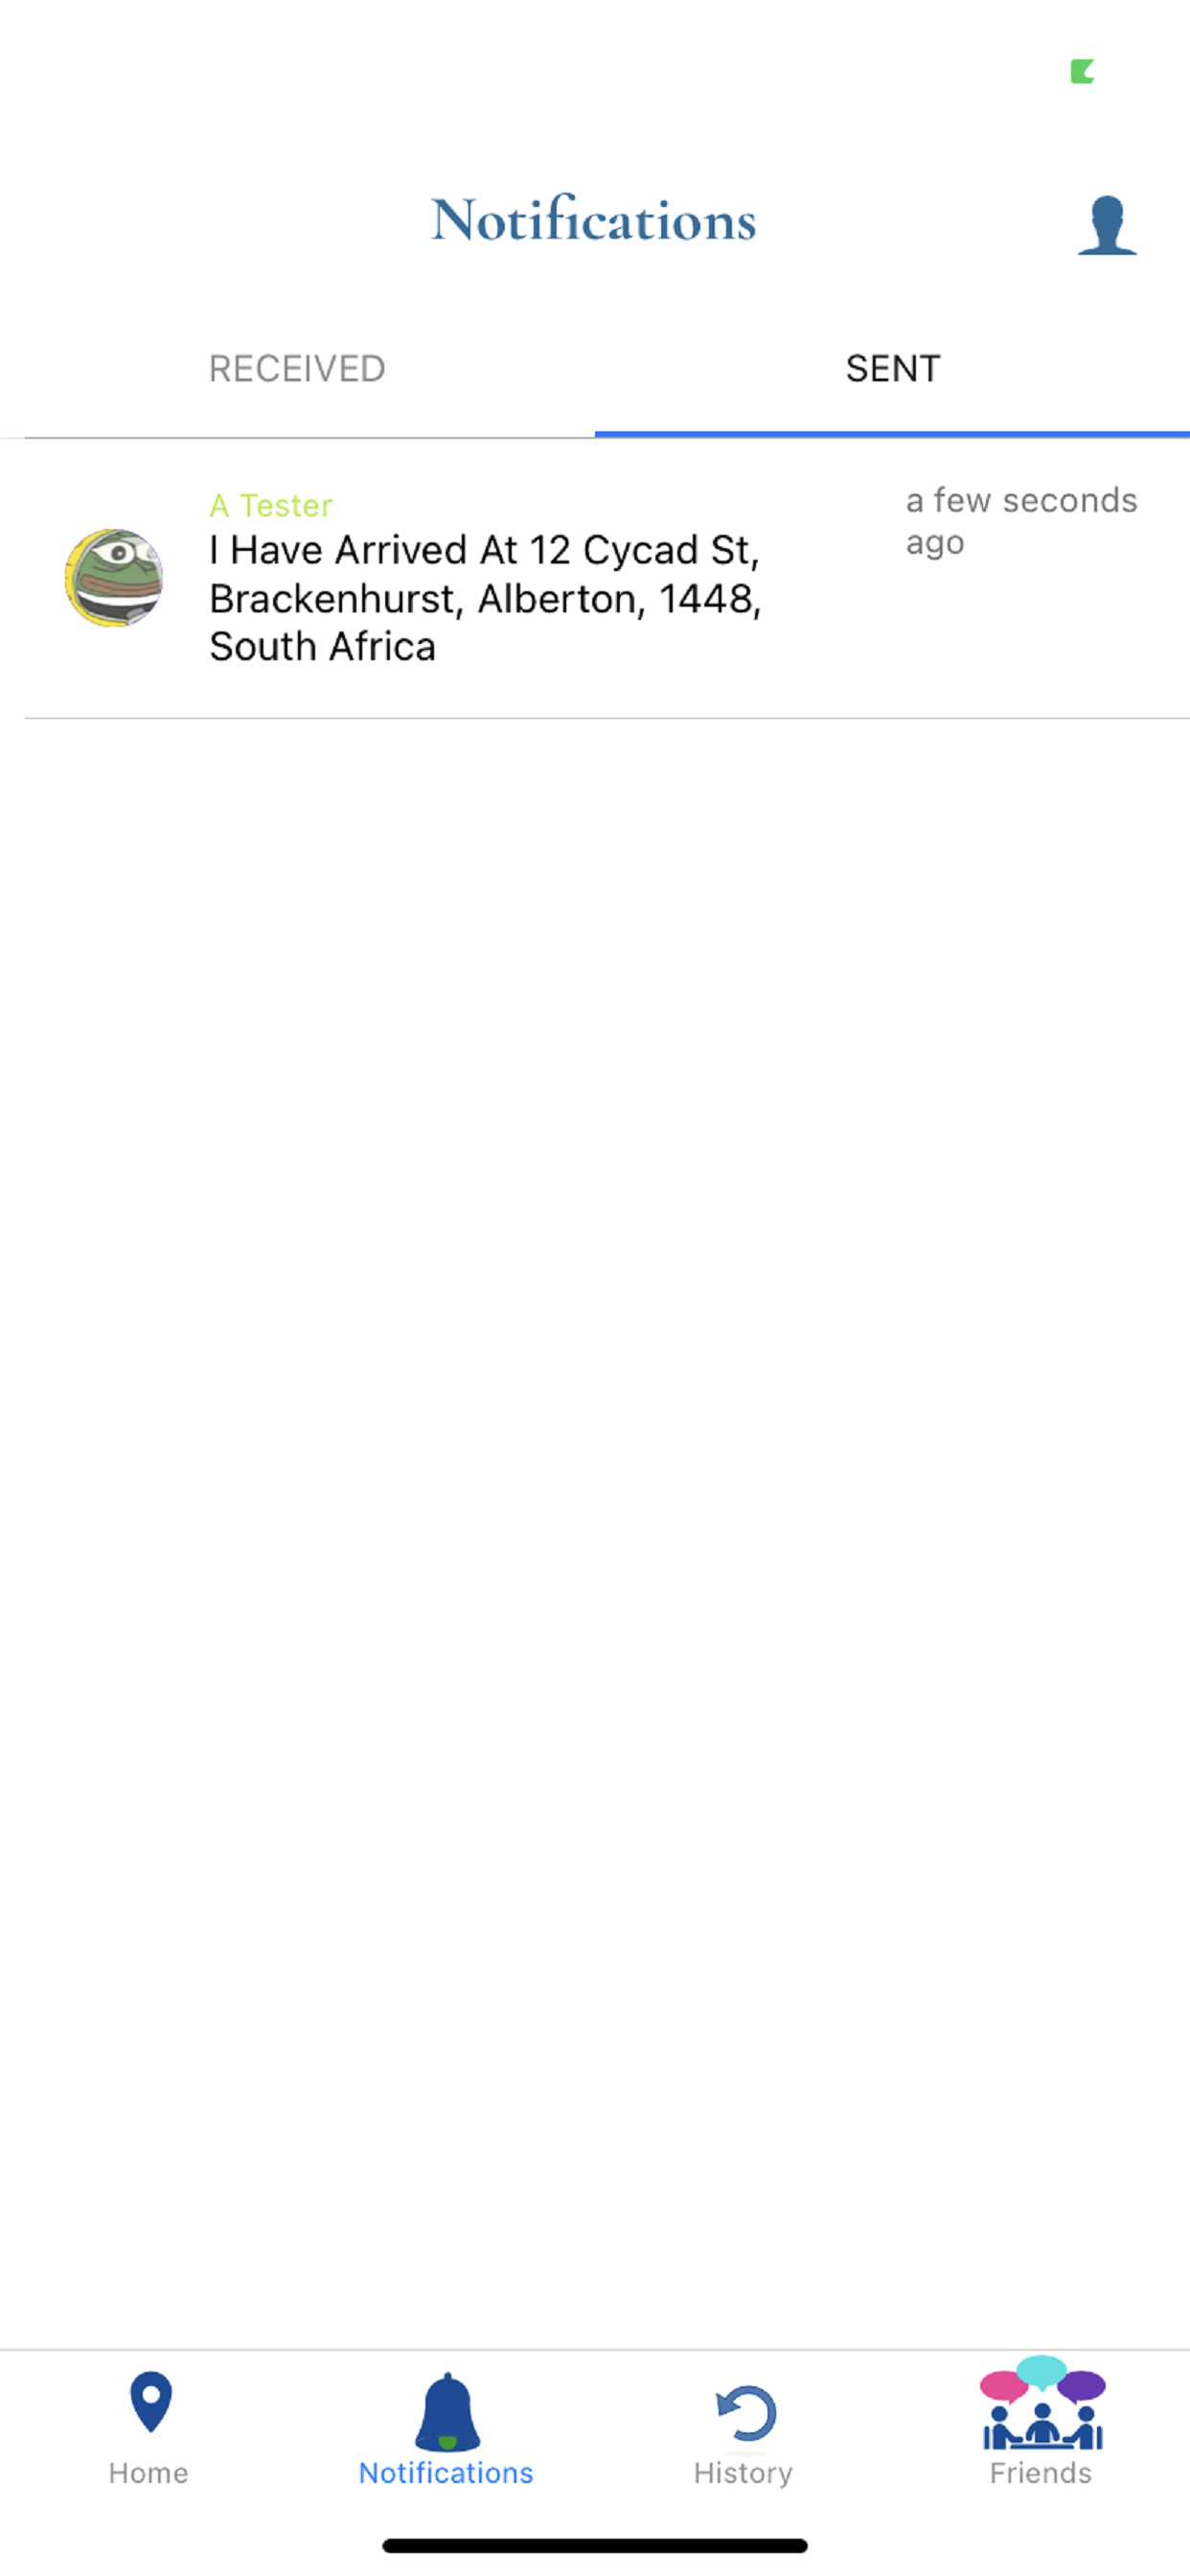 Notifications
RECEIVED
SENT
A Tester
I Have Arrived At 12 Cycad St,
Brackenhurst, Alberton, 1448,
South Africa
a few seconds
ago
Home
Notifications
History
Friends